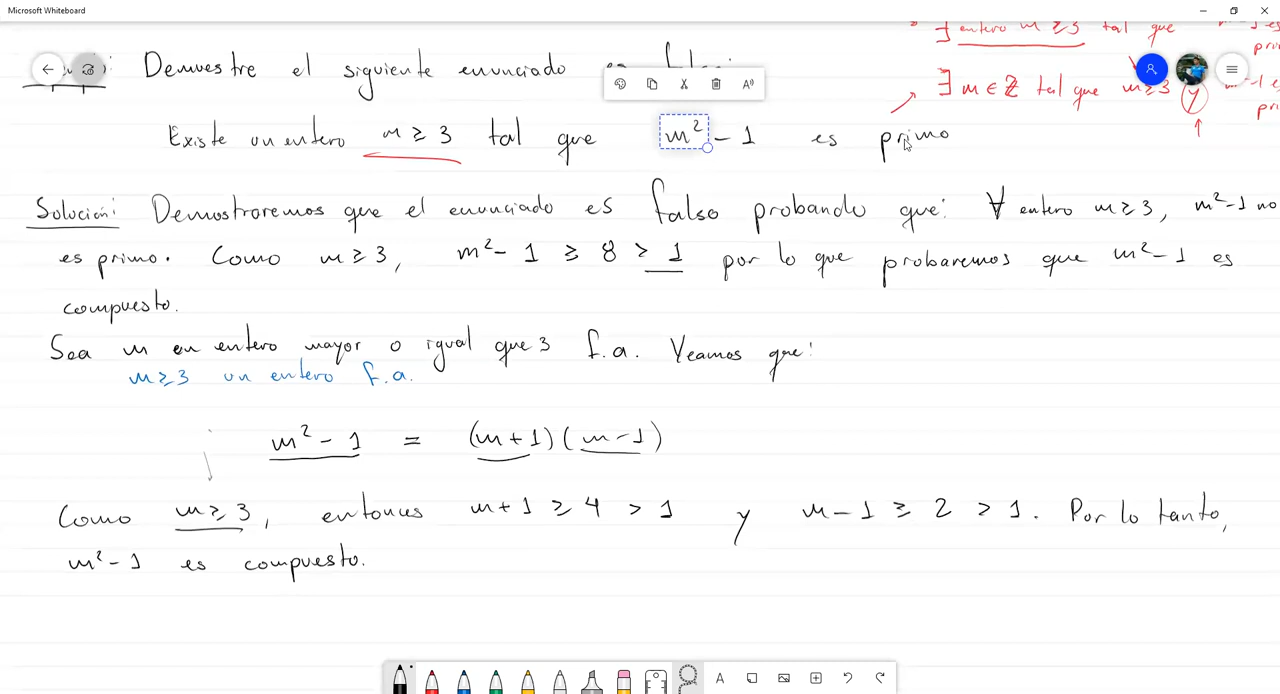 Microsoft Whiteboard
∃ entero m ≥ 3 tal que
∃ m ∈ ℤ tal que m ≥ 3 y
Demuestre el siguiente enunciado es
Existe un entero m ≥ 3 tal que m² - 1 es primo
Solución: Demostraremos que el enunciado es falso probando que: ∀ entero m ≥ 3, m² - 1 no
es primo. Como m ≥ 3, m² - 1 ≥ 8 > 1 por lo que probaremos que m² - 1 es
compuesto.
Sea m en entero mayor o igual que 3 f.a. Veamos que:
m ≥ 3 un entero f.a.
m² - 1 = (m + 1)(m - 1)
Como m ≥ 3, entonces m + 1 ≥ 4 > 1 y m - 1 ≥ 2 > 1. Por lo tanto,
m² - 1 es compuesto.